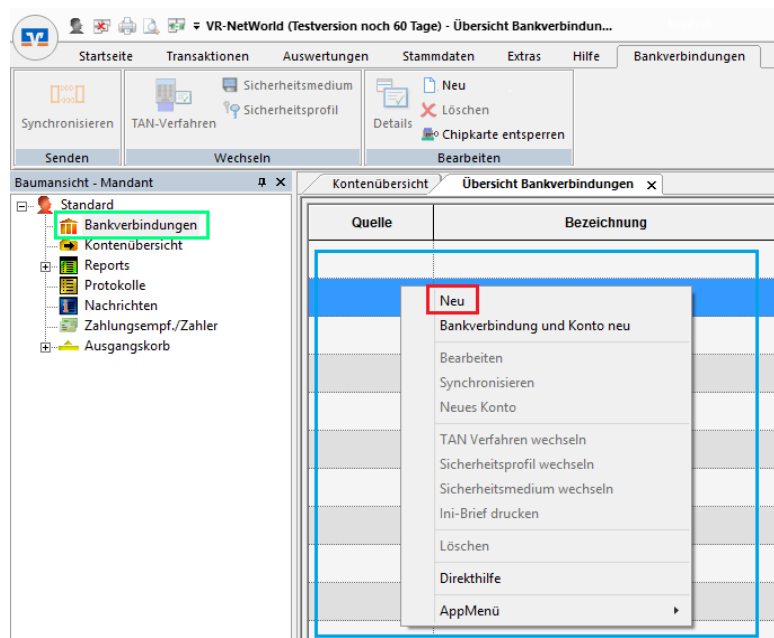 VR-NetWorld (Testversion noch 60 Tage) - Übersicht Bankverbindun...
Startseite Transaktionen Auswertungen Stammdaten Extras Hilfe Bankverbindungen
Synchronisieren
Senden
TAN-Verfahren
Sicherheitsmedium
Sicherheitsprofil
Wechseln
Details
Neu
Löschen
Chipkarte entsperren
Bearbeiten
Baumansicht - Mandant
Standard
Bankverbindungen
Kontenübersicht
Reports
Protokolle
Nachrichten
Zahlungsempf./Zahler
Ausgangskorb
Kontenübersicht Übersicht Bankverbindungen x
Quelle Bezeichnung
Neu
Bankverbindung und Konto neu
Bearbeiten
Synchronisieren
Neues Konto
TAN Verfahren wechseln
Sicherheitsprofil wechseln
Sicherheitsmedium wechseln
Ini-Brief drucken
Löschen
Direkthilfe
AppMenü